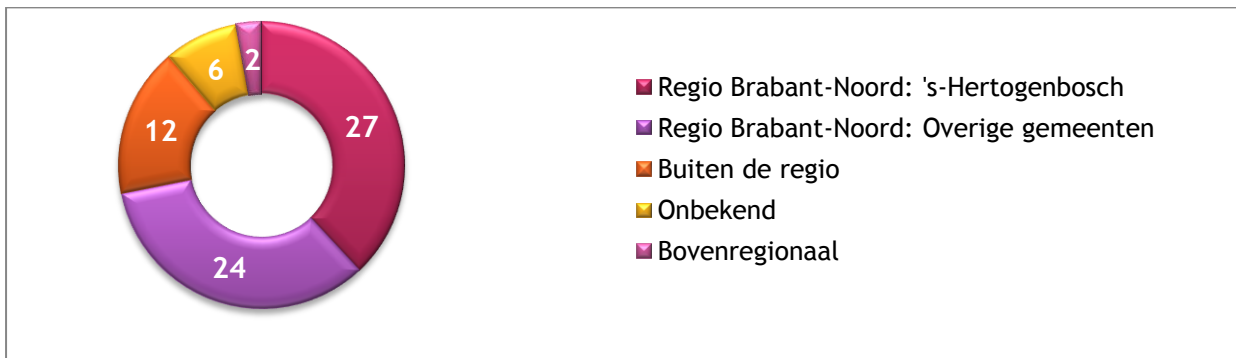 2
6
27
12
24
Regio Brabant-Noord: 's-Hertogenbosch
Regio Brabant-Noord: Overige gemeenten
Buiten de regio
Onbekend
Bovenregionaal